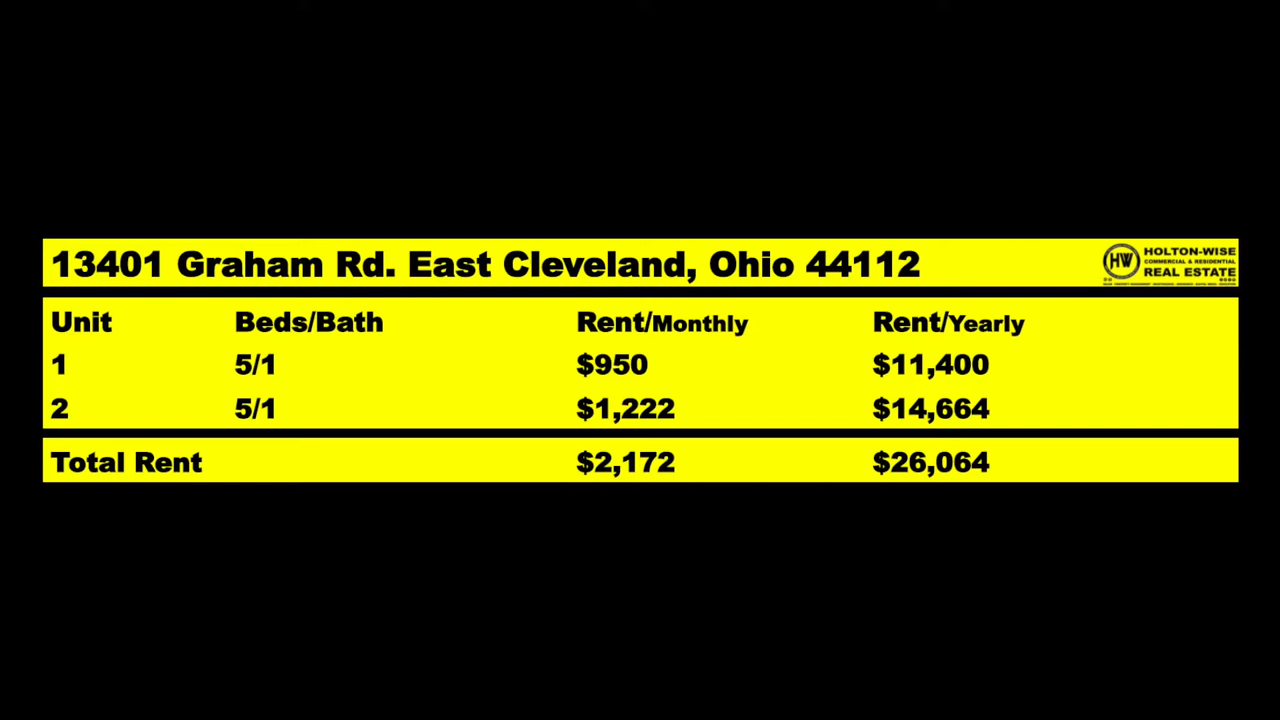 13401 Graham Rd. East Cleveland, Ohio 44112
HW
HOLTON-WISE
COMMERCIAL & RESIDENTIAL
REAL ESTATE
Unit Beds/Bath Rent/Monthly Rent/Yearly
1 5/1 $950 $11,400
2 5/1 $1,222 $14,664
Total Rent $2,172 $26,064